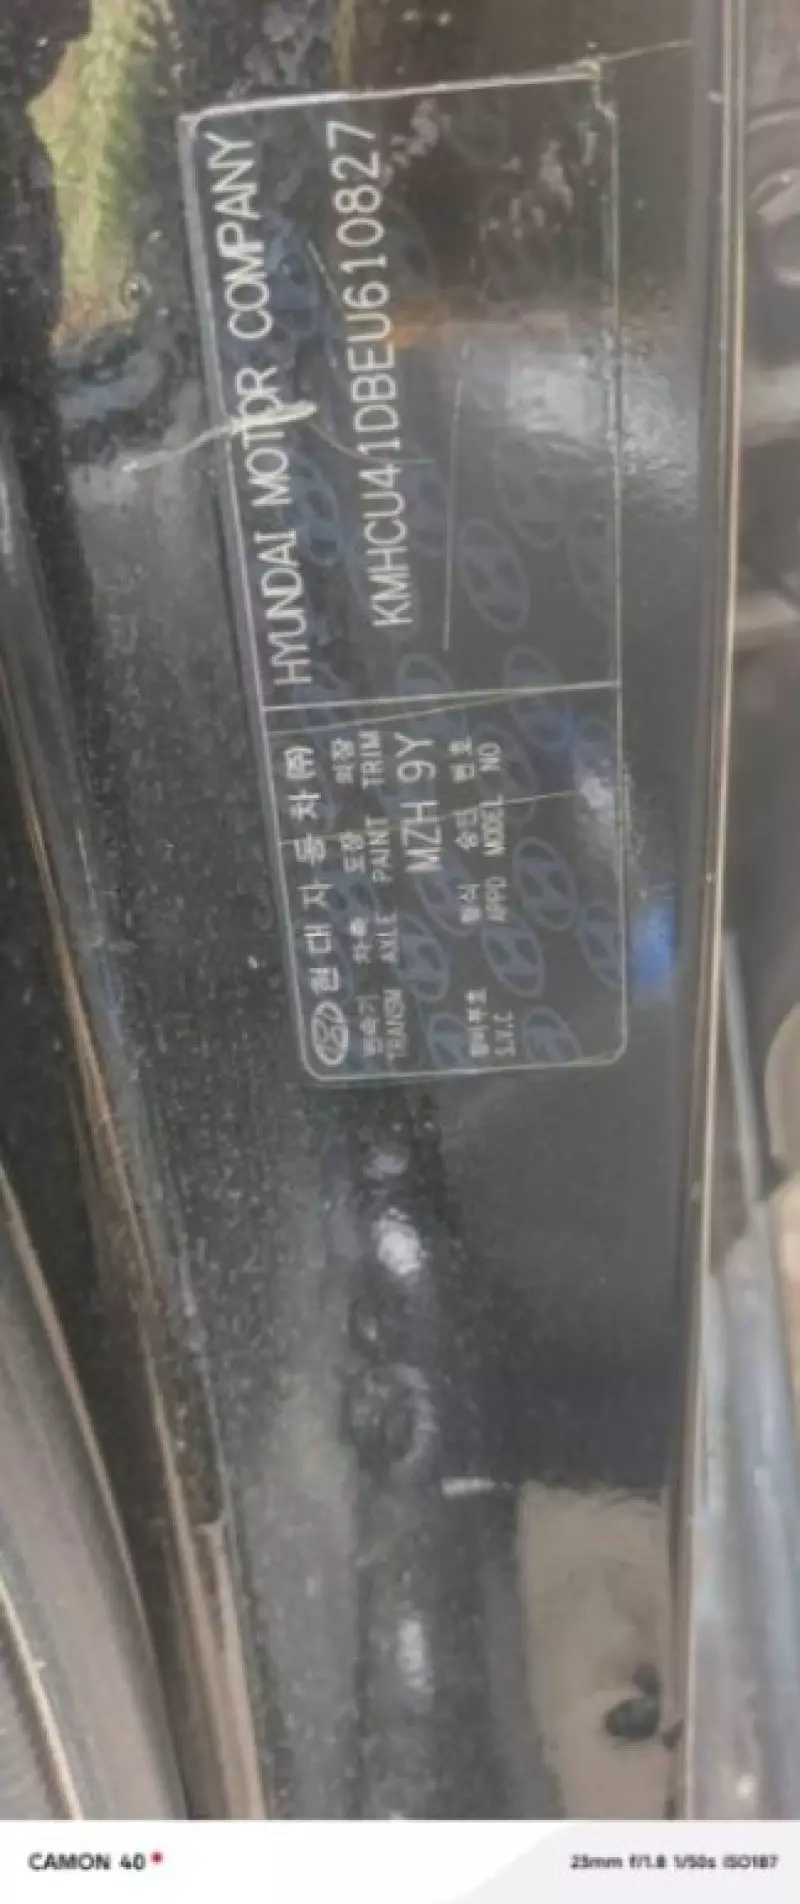 HYUNDAI MOTOR COMPANY
KMHCU41DBEU610827
현대자동차㈜
변속기 차축 도장 의장
TRANSM AXLE PAINT TRIM
MZH 9Y
형식 승인 번호
S.V.C APPD MODEL NO
CAMON 40
23mm f/1.8 1/50s ISO187